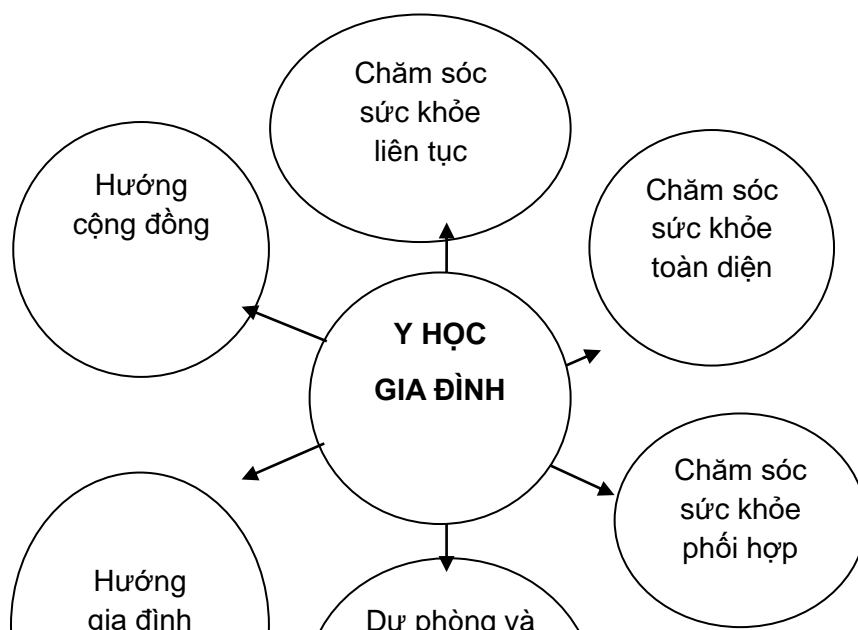 Chăm sóc
sức khỏe
liên tục
Hướng
cộng đồng
Chăm sóc
sức khỏe
toàn diện
Y HỌC
GIA ĐÌNH
Chăm sóc
sức khỏe
phối hợp
Hướng
gia đình
Dự phòng và